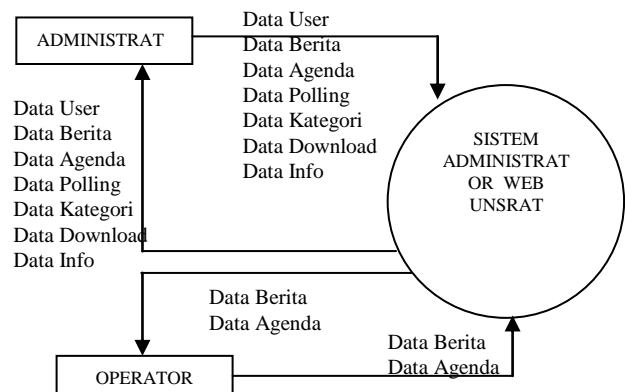 ADMINISTRAT
Data User
Data Berita
Data Agenda
Data Polling
Data Kategori
Data Download
Data Info
Data User
Data Berita
Data Agenda
Data Polling
Data Kategori
Data Download
Data Info
SISTEM
ADMINISTRAT
OR WEB
UNSRAT
Data Berita
Data Agenda
Data Berita
Data Agenda
OPERATOR